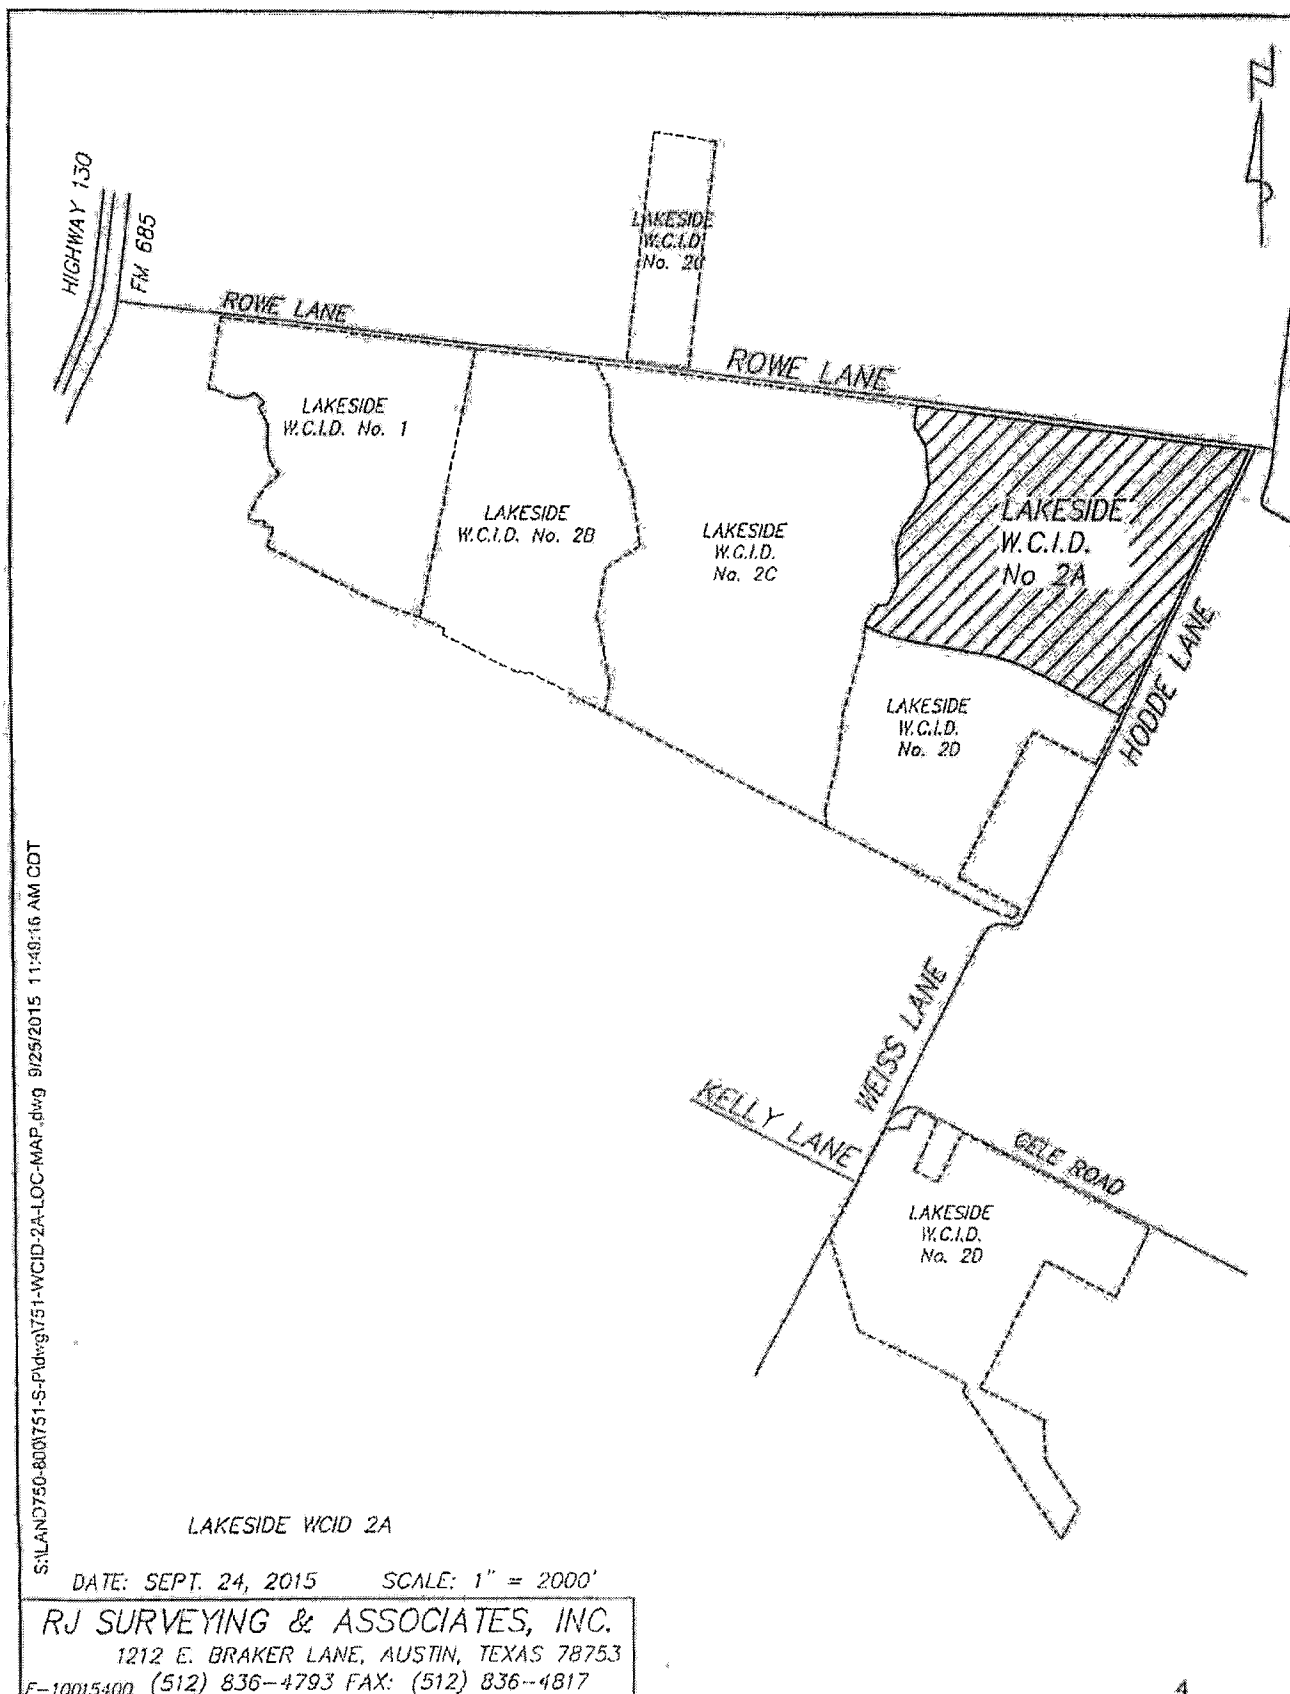 HIGHWAY 130
FM 685
LAKESIDE
W.C.I.D.
No. 2C
ROWE LANE
ROWE LANE
LAKESIDE
W.C.I.D. No. 1
LAKESIDE
W.C.I.D. No. 2B
LAKESIDE
W.C.I.D.
No. 2C
LAKESIDE
W.C.I.D.
No 2A
HODDE LANE
LAKESIDE
W.C.I.D.
No. 2D
WEISS LANE
KELLY LANE
CELE ROAD
LAKESIDE
W.C.I.D.
No. 2D
S:\LAND750-800\751-S-P\dwg\751-WCID-2A-LOC-MAP.dwg 9/25/2015 11:49:16 AM CDT
LAKESIDE WCID 2A
DATE: SEPT. 24, 2015 SCALE: 1" = 2000'
RJ SURVEYING & ASSOCIATES, INC.
1212 E. BRAKER LANE, AUSTIN, TEXAS 78753
F-10015400 (512) 836-4793 FAX: (512) 836-4817